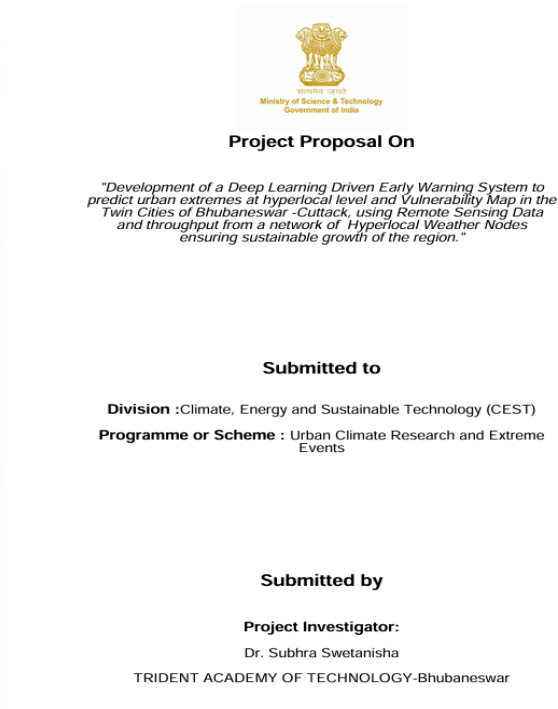 सत्यमेव जयते
Ministry of Science & Technology
Government of India
Project Proposal On
"Development of a Deep Learning Driven Early Warning System to
predict urban extremes at hyperlocal level and Vulnerability Map in the
Twin Cities of Bhubaneswar -Cuttack, using Remote Sensing Data
and throughput from a network of Hyperlocal Weather Nodes
ensuring sustainable growth of the region."
Submitted to
Division :Climate, Energy and Sustainable Technology (CEST)
Programme or Scheme : Urban Climate Research and Extreme
Events
Submitted by
Project Investigator:
Dr. Subhra Swetanisha
TRIDENT ACADEMY OF TECHNOLOGY-Bhubaneswar